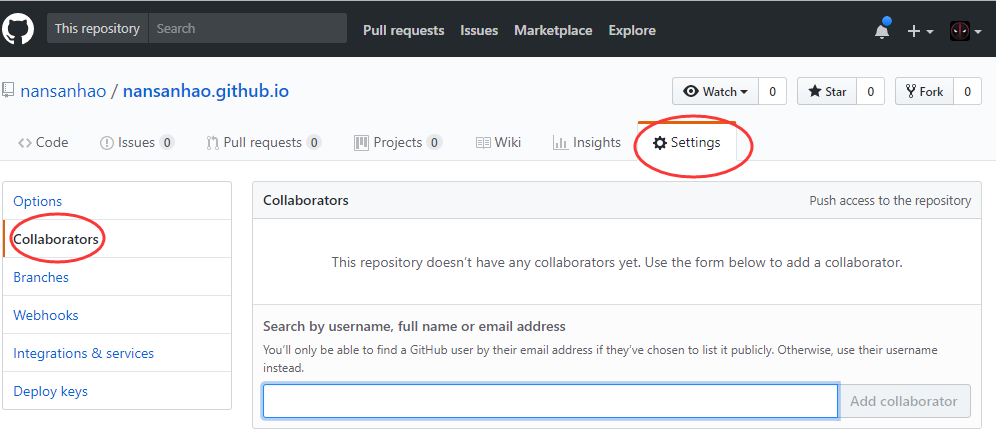 This repository Search Pull requests Issues Marketplace Explore
nansanhao / nansanhao.github.io Watch 0 Star 0 Fork 0
Code Issues 0 Pull requests 0 Projects 0 Wiki Insights Settings
Options
Collaborators
Branches
Webhooks
Integrations & services
Deploy keys
Collaborators Push access to the repository
This repository doesn't have any collaborators yet. Use the form below to add a collaborator.
Search by username, full name or email address
You'll only be able to find a GitHub user by their email address if they've chosen to list it publicly. Otherwise, use their username
instead.
Add collaborator